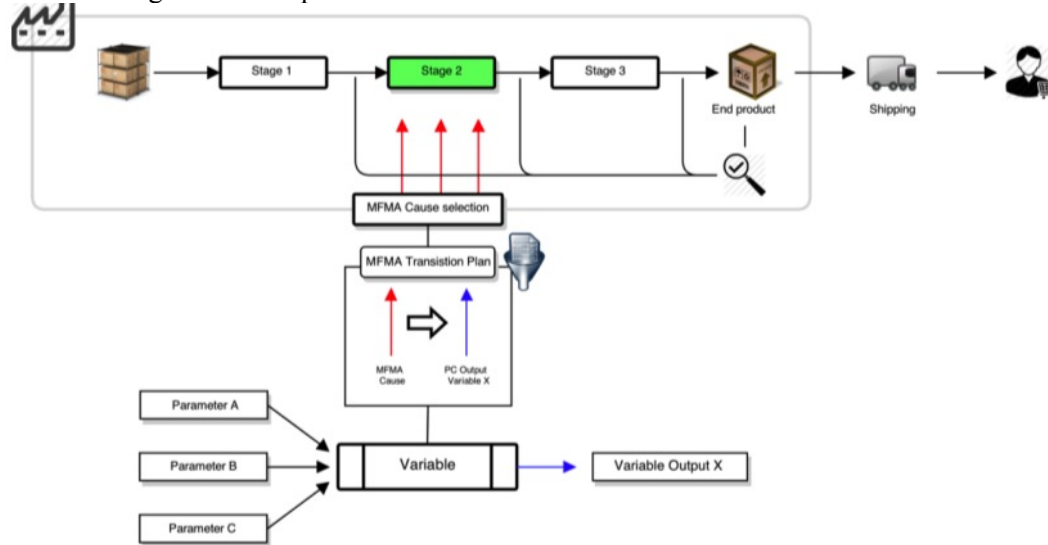 Stage 1
Stage 2
Stage 3
End product
Shipping
MFMA Cause selection
MFMA Transistion Plan
MFMA
Cause
PC Output
Variable X
Parameter A
Parameter B
Parameter C
Variable
Variable Output X